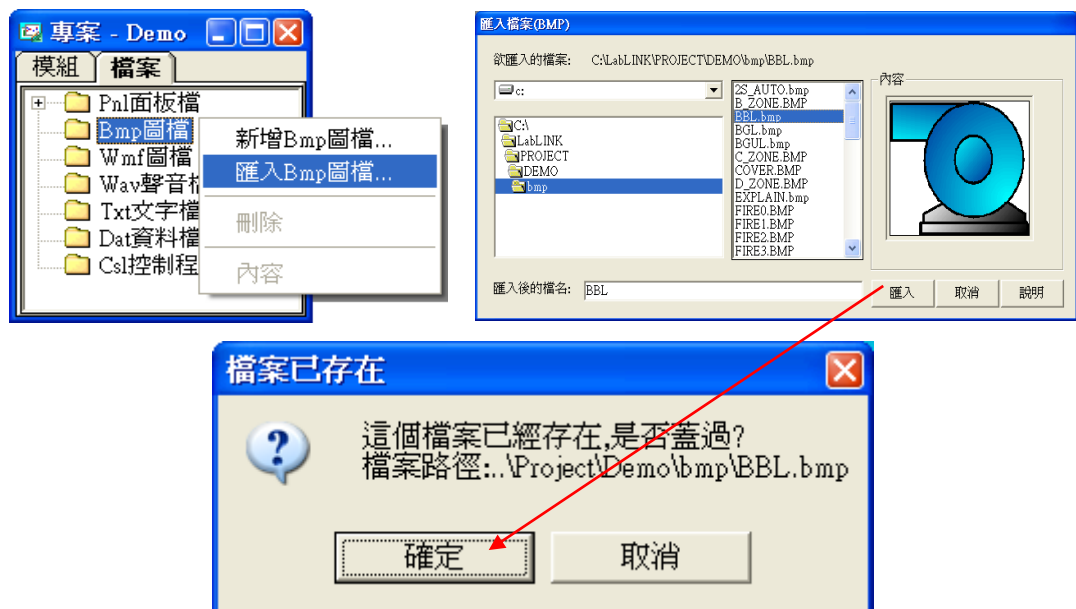 專案 - Demo
模組
檔案
Pnl面板檔
Bmp圖檔
Wmf圖檔
Wav聲音檔
Txt文字檔
Dat資料檔
Csl控制程
新增Bmp圖檔...
匯入Bmp圖檔...
刪除
內容
匯入檔案(BMP)
欲匯入的檔案: C:\LabLINK\PROJECT\DEMO\bmp\BBL.bmp
c:
C:\
LabLINK
PROJECT
DEMO
bmp
2S_AUTO.bmp
B_ZONE.BMP
BBL.bmp
BGL.bmp
BGUL.bmp
C_ZONE.BMP
COVER.BMP
D_ZONE.BMP
EXPLAIN.bmp
FIRE0.BMP
FIRE1.BMP
FIRE2.BMP
FIRE3.BMP
內容
匯入後的檔名: BBL
匯入 取消 說明
檔案已存在
這個檔案已經存在,是否蓋過?
檔案路徑:..\Project\Demo\bmp\BBL.bmp
確定 取消